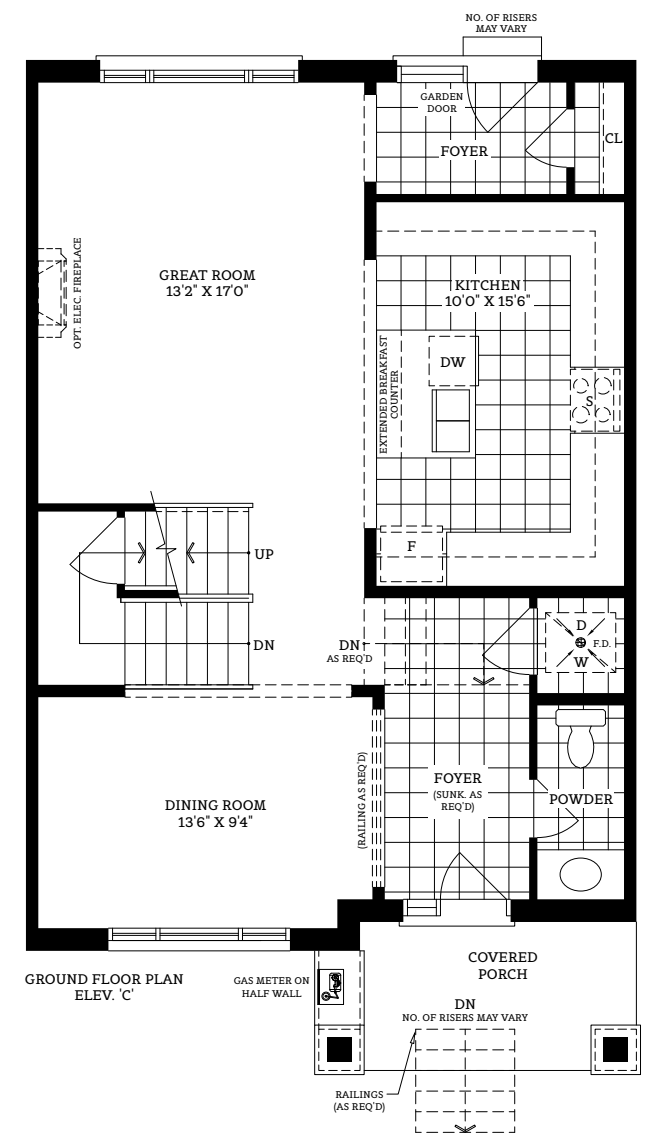 NO. OF RISERS
MAY VARY
GARDEN
DOOR
FOYER
CL
OPT. ELEC. FIREPLACE
GREAT ROOM
13'2" X 17'0"
KITCHEN
10'0" X 15'6"
EXTENDED BREAKFAST
COUNTER
DW
S
F
UP
DN
DN
AS REQ'D
D
F.D.
W
FOYER
(SUNK. AS
REQ'D)
POWDER
(RAILING AS REQ'D)
DINING ROOM
13'6" X 9'4"
GROUND FLOOR PLAN
ELEV. 'C'
GAS METER ON
HALF WALL
COVERED
PORCH
DN
NO. OF RISERS MAY VARY
RAILINGS
(AS REQ'D)